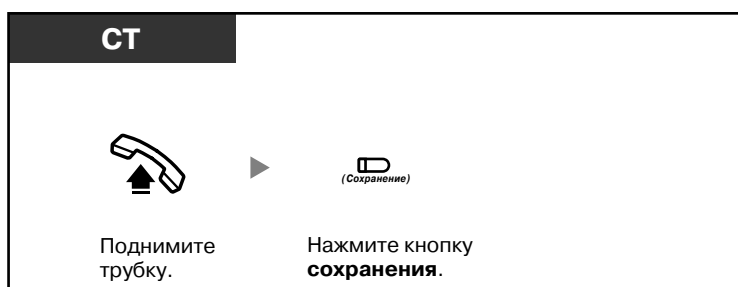 СТ
(Сохранение)
Поднимите
трубку.
Нажмите кнопку
сохранения.